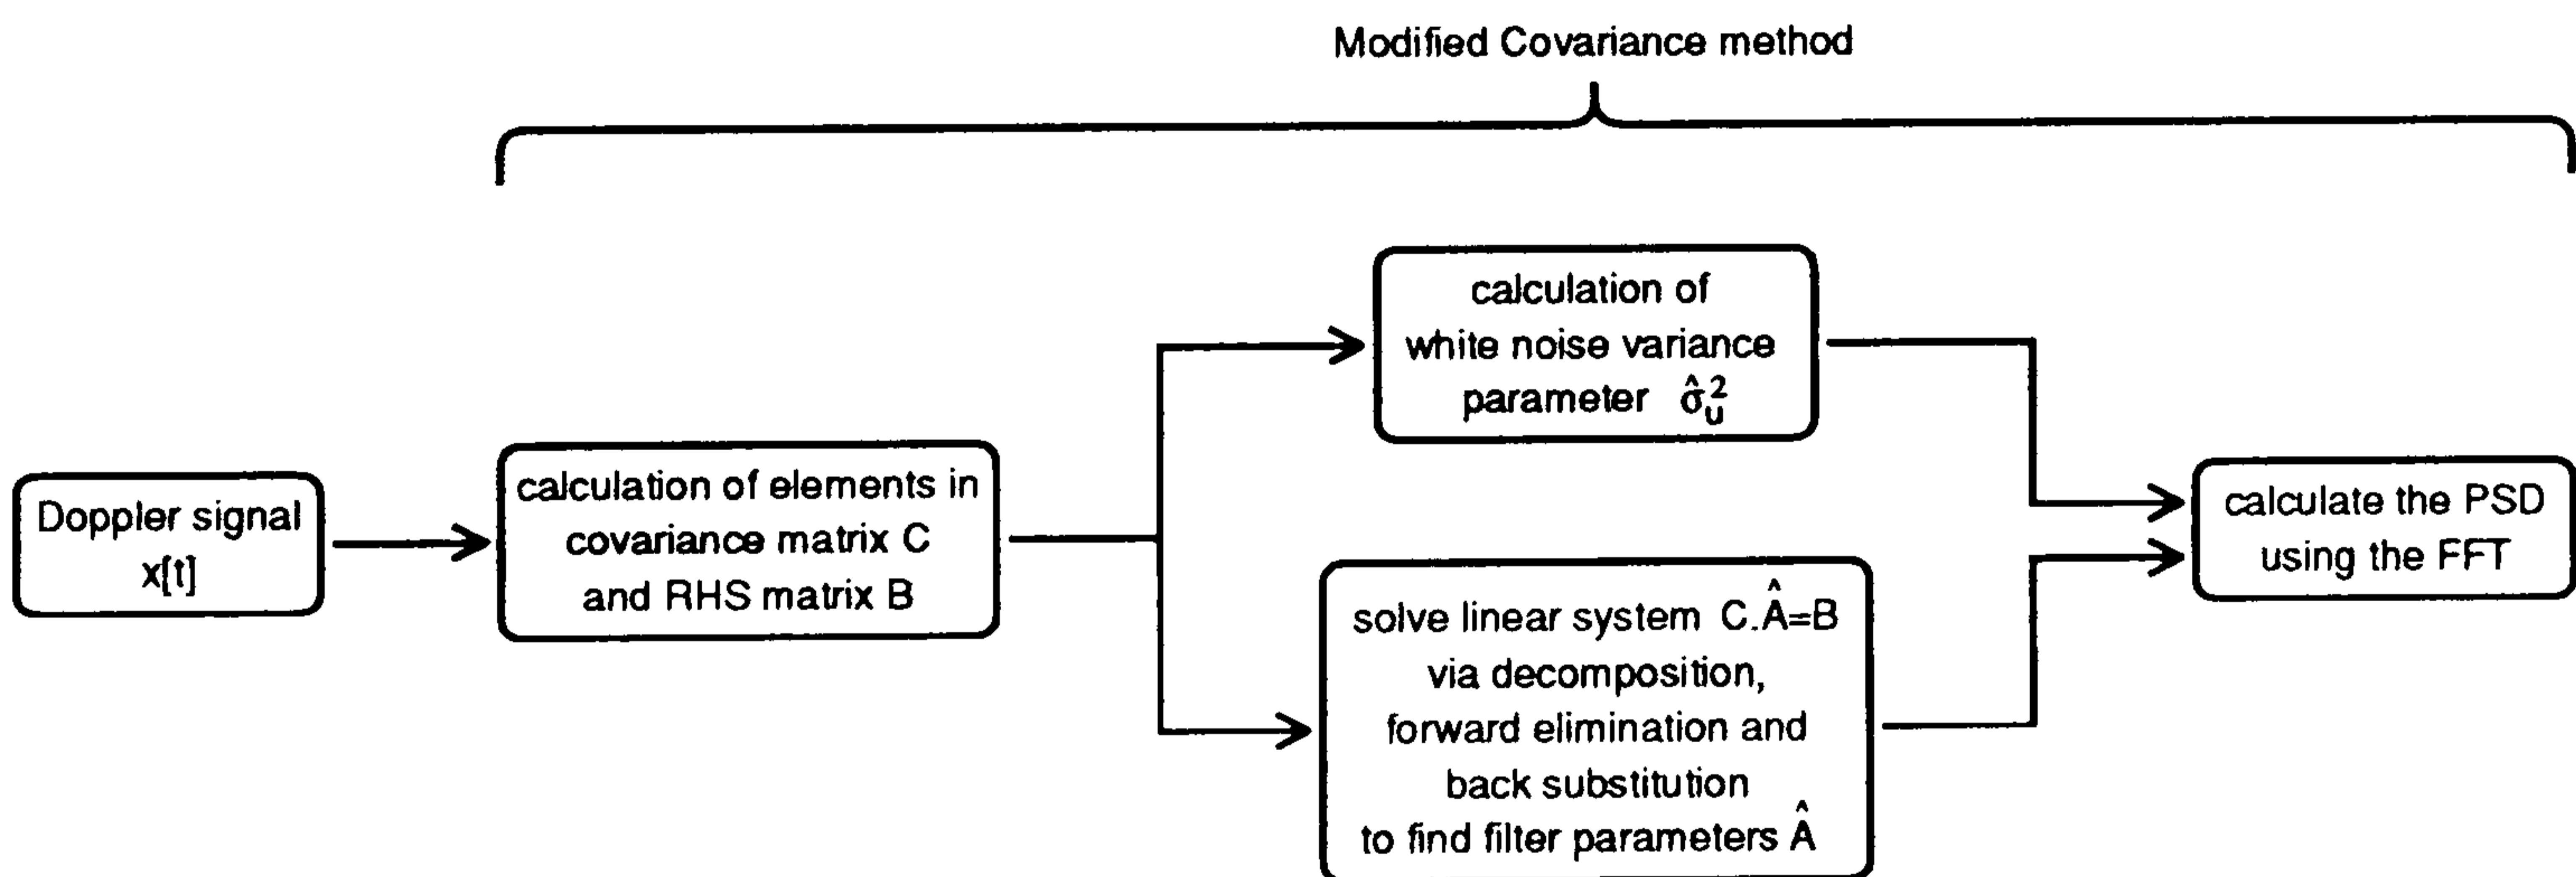 Modified Covariance method
Doppler signal
x[t]
calculation of elements in
covariance matrix C
and RHS matrix B
calculation of
white noise variance
parameter σ̂²ᵤ
solve linear system C.Â=B
via decomposition,
forward elimination and
back substitution
to find filter parameters Â
calculate the PSD
using the FFT